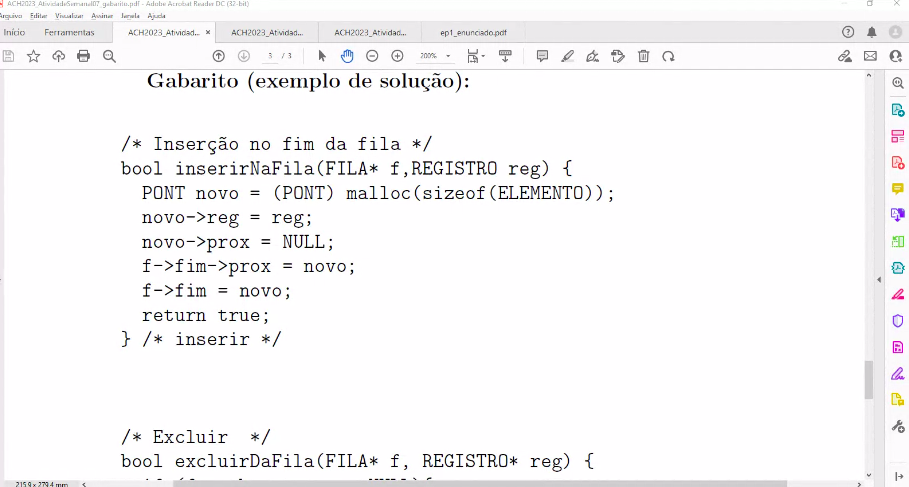 ACH2023_AtividadeSemanal07_gabarito.pdf - Adobe Acrobat Reader DC (32-bit)
Arquivo Editar Visualizar Assinar Janela Ajuda
Início Ferramentas ACH2023_Atividad... × ACH2023_Atividad... ACH2023_Atividad... ep1_enunciado.pdf
3 / 3 200%
Gabarito (exemplo de solução):
/* Inserção no fim da fila */
bool inserirNaFila(FILA* f,REGISTRO reg) {
PONT novo = (PONT) malloc(sizeof(ELEMENTO));
novo->reg = reg;
novo->prox = NULL;
f->fim->prox = novo;
f->fim = novo;
return true;
} /* inserir */
/* Excluir */
bool excluirDaFila(FILA* f, REGISTRO* reg) {
215,9 x 279,4 mm